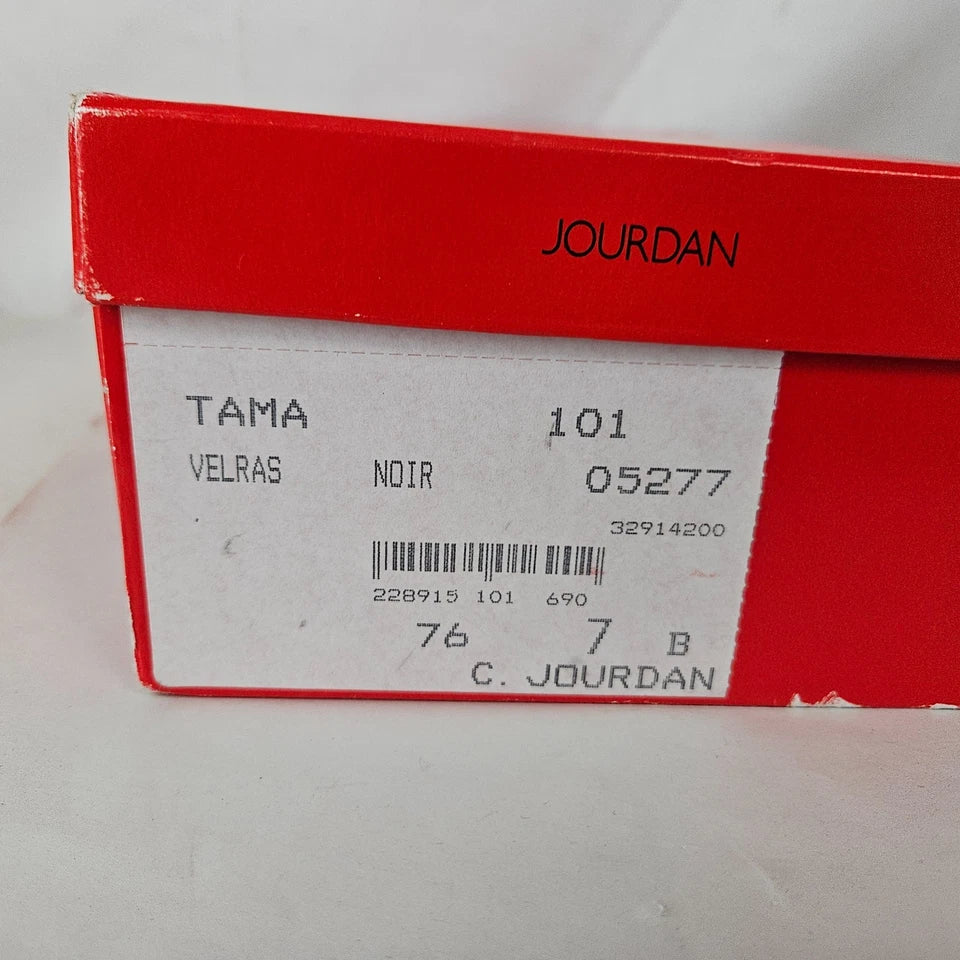 JOURDAN
TAMA 101
VELRAS NOIR 05277
32914200
228915 101 690
76 7 B
C. JOURDAN